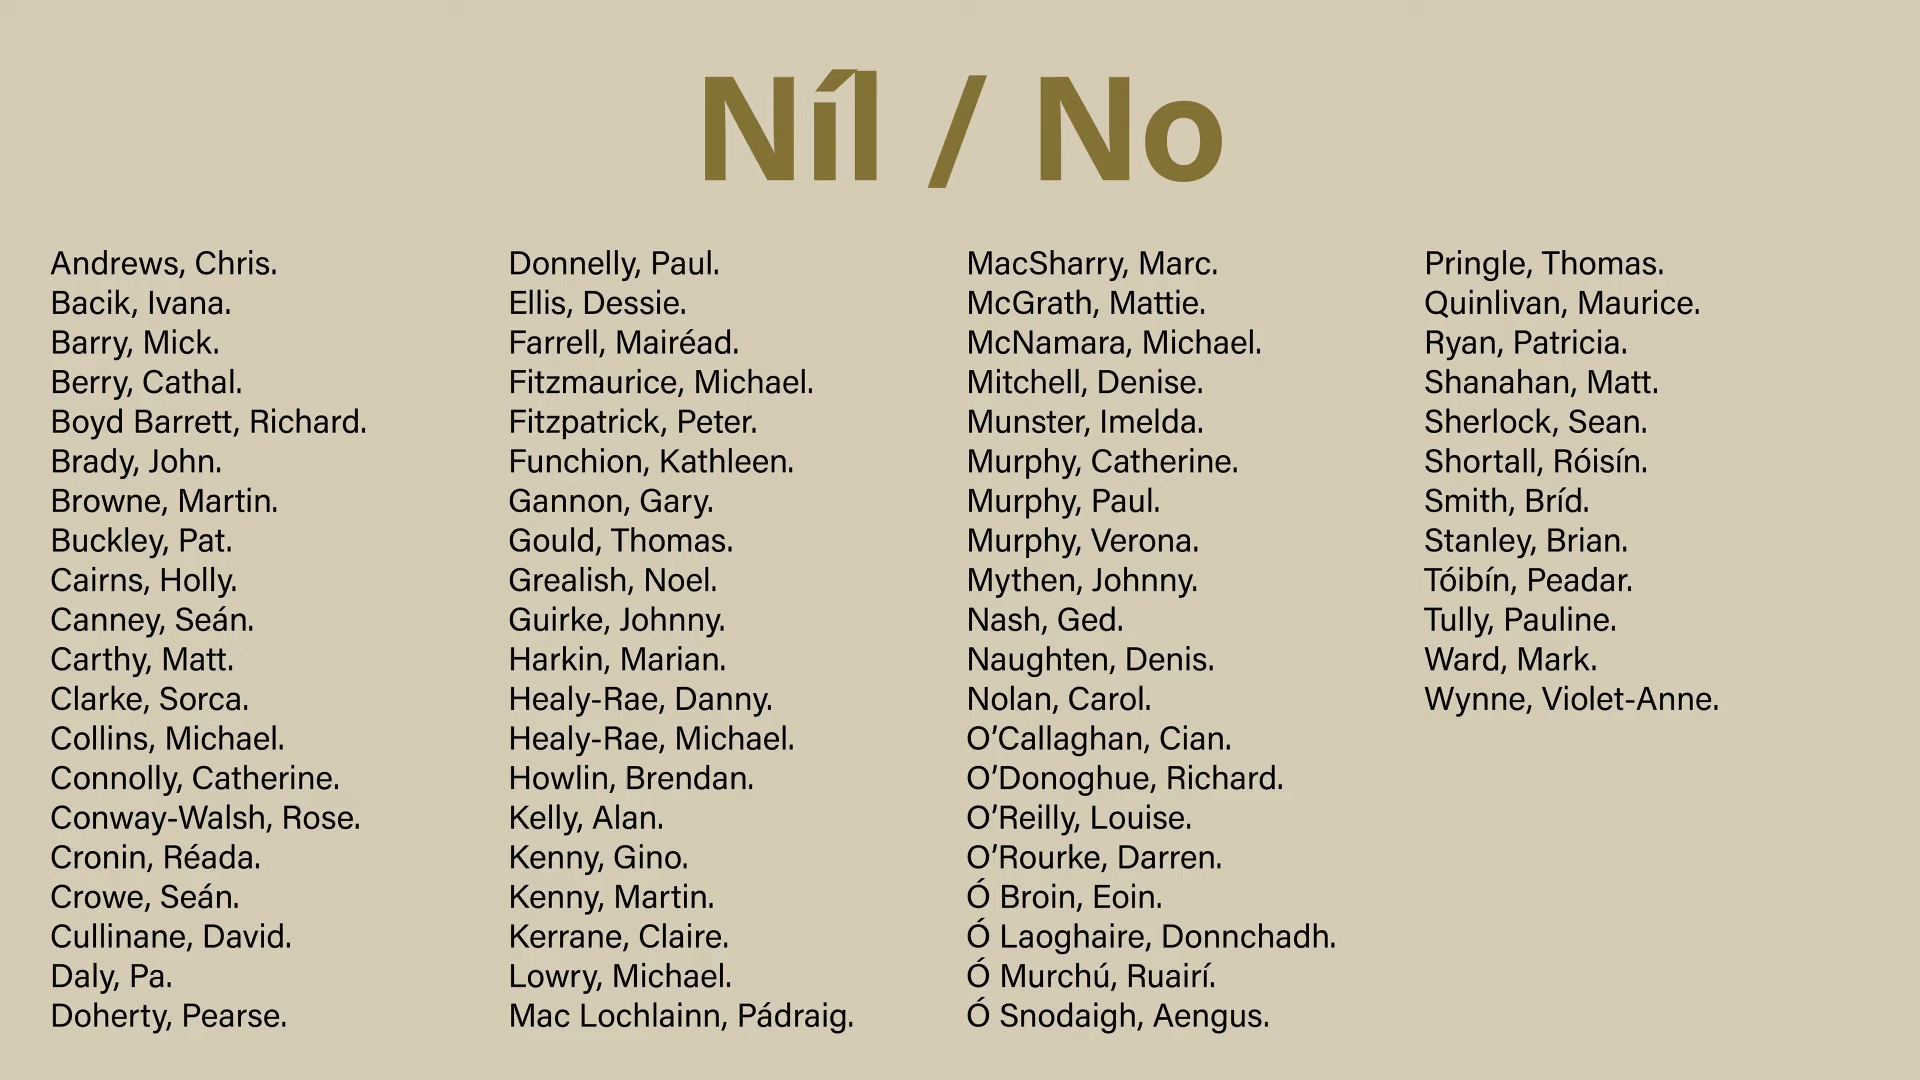 Níl / No
Andrews, Chris.
Bacik, Ivana.
Barry, Mick.
Berry, Cathal.
Boyd Barrett, Richard.
Brady, John.
Browne, Martin.
Buckley, Pat.
Cairns, Holly.
Canney, Seán.
Carthy, Matt.
Clarke, Sorca.
Collins, Michael.
Connolly, Catherine.
Conway-Walsh, Rose.
Cronin, Réada.
Crowe, Seán.
Cullinane, David.
Daly, Pa.
Doherty, Pearse.
Donnelly, Paul.
Ellis, Dessie.
Farrell, Mairéad.
Fitzmaurice, Michael.
Fitzpatrick, Peter.
Funchion, Kathleen.
Gannon, Gary.
Gould, Thomas.
Grealish, Noel.
Guirke, Johnny.
Harkin, Marian.
Healy-Rae, Danny.
Healy-Rae, Michael.
Howlin, Brendan.
Kelly, Alan.
Kenny, Gino.
Kenny, Martin.
Kerrane, Claire.
Lowry, Michael.
Mac Lochlainn, Pádraig.
MacSharry, Marc.
McGrath, Mattie.
McNamara, Michael.
Mitchell, Denise.
Munster, Imelda.
Murphy, Catherine.
Murphy, Paul.
Murphy, Verona.
Mythen, Johnny.
Nash, Ged.
Naughten, Denis.
Nolan, Carol.
O’Callaghan, Cian.
O’Donoghue, Richard.
O’Reilly, Louise.
O’Rourke, Darren.
Ó Broin, Eoin.
Ó Laoghaire, Donnchadh.
Ó Murchú, Ruairí.
Ó Snodaigh, Aengus.
Pringle, Thomas.
Quinlivan, Maurice.
Ryan, Patricia.
Shanahan, Matt.
Sherlock, Sean.
Shortall, Róisín.
Smith, Bríd.
Stanley, Brian.
Tóibín, Peadar.
Tully, Pauline.
Ward, Mark.
Wynne, Violet-Anne.